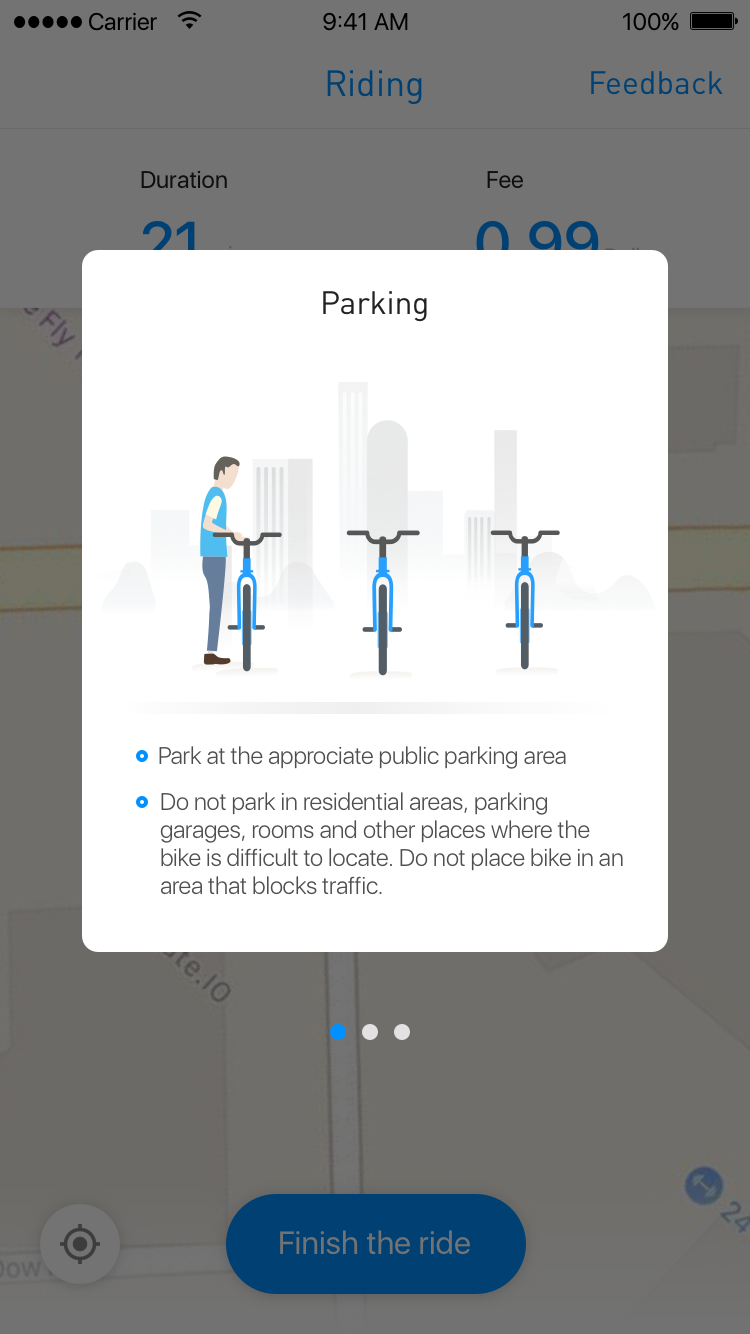 Carrier
9:41 AM
100%
Riding
Feedback
Duration
Fee
21
0.99
Fly
Parking
Park at the approciate public parking area
Do not park in residential areas, parking
garages, rooms and other places where the
bike is difficult to locate. Do not place bike in an
area that blocks traffic.
Finish the ride
24